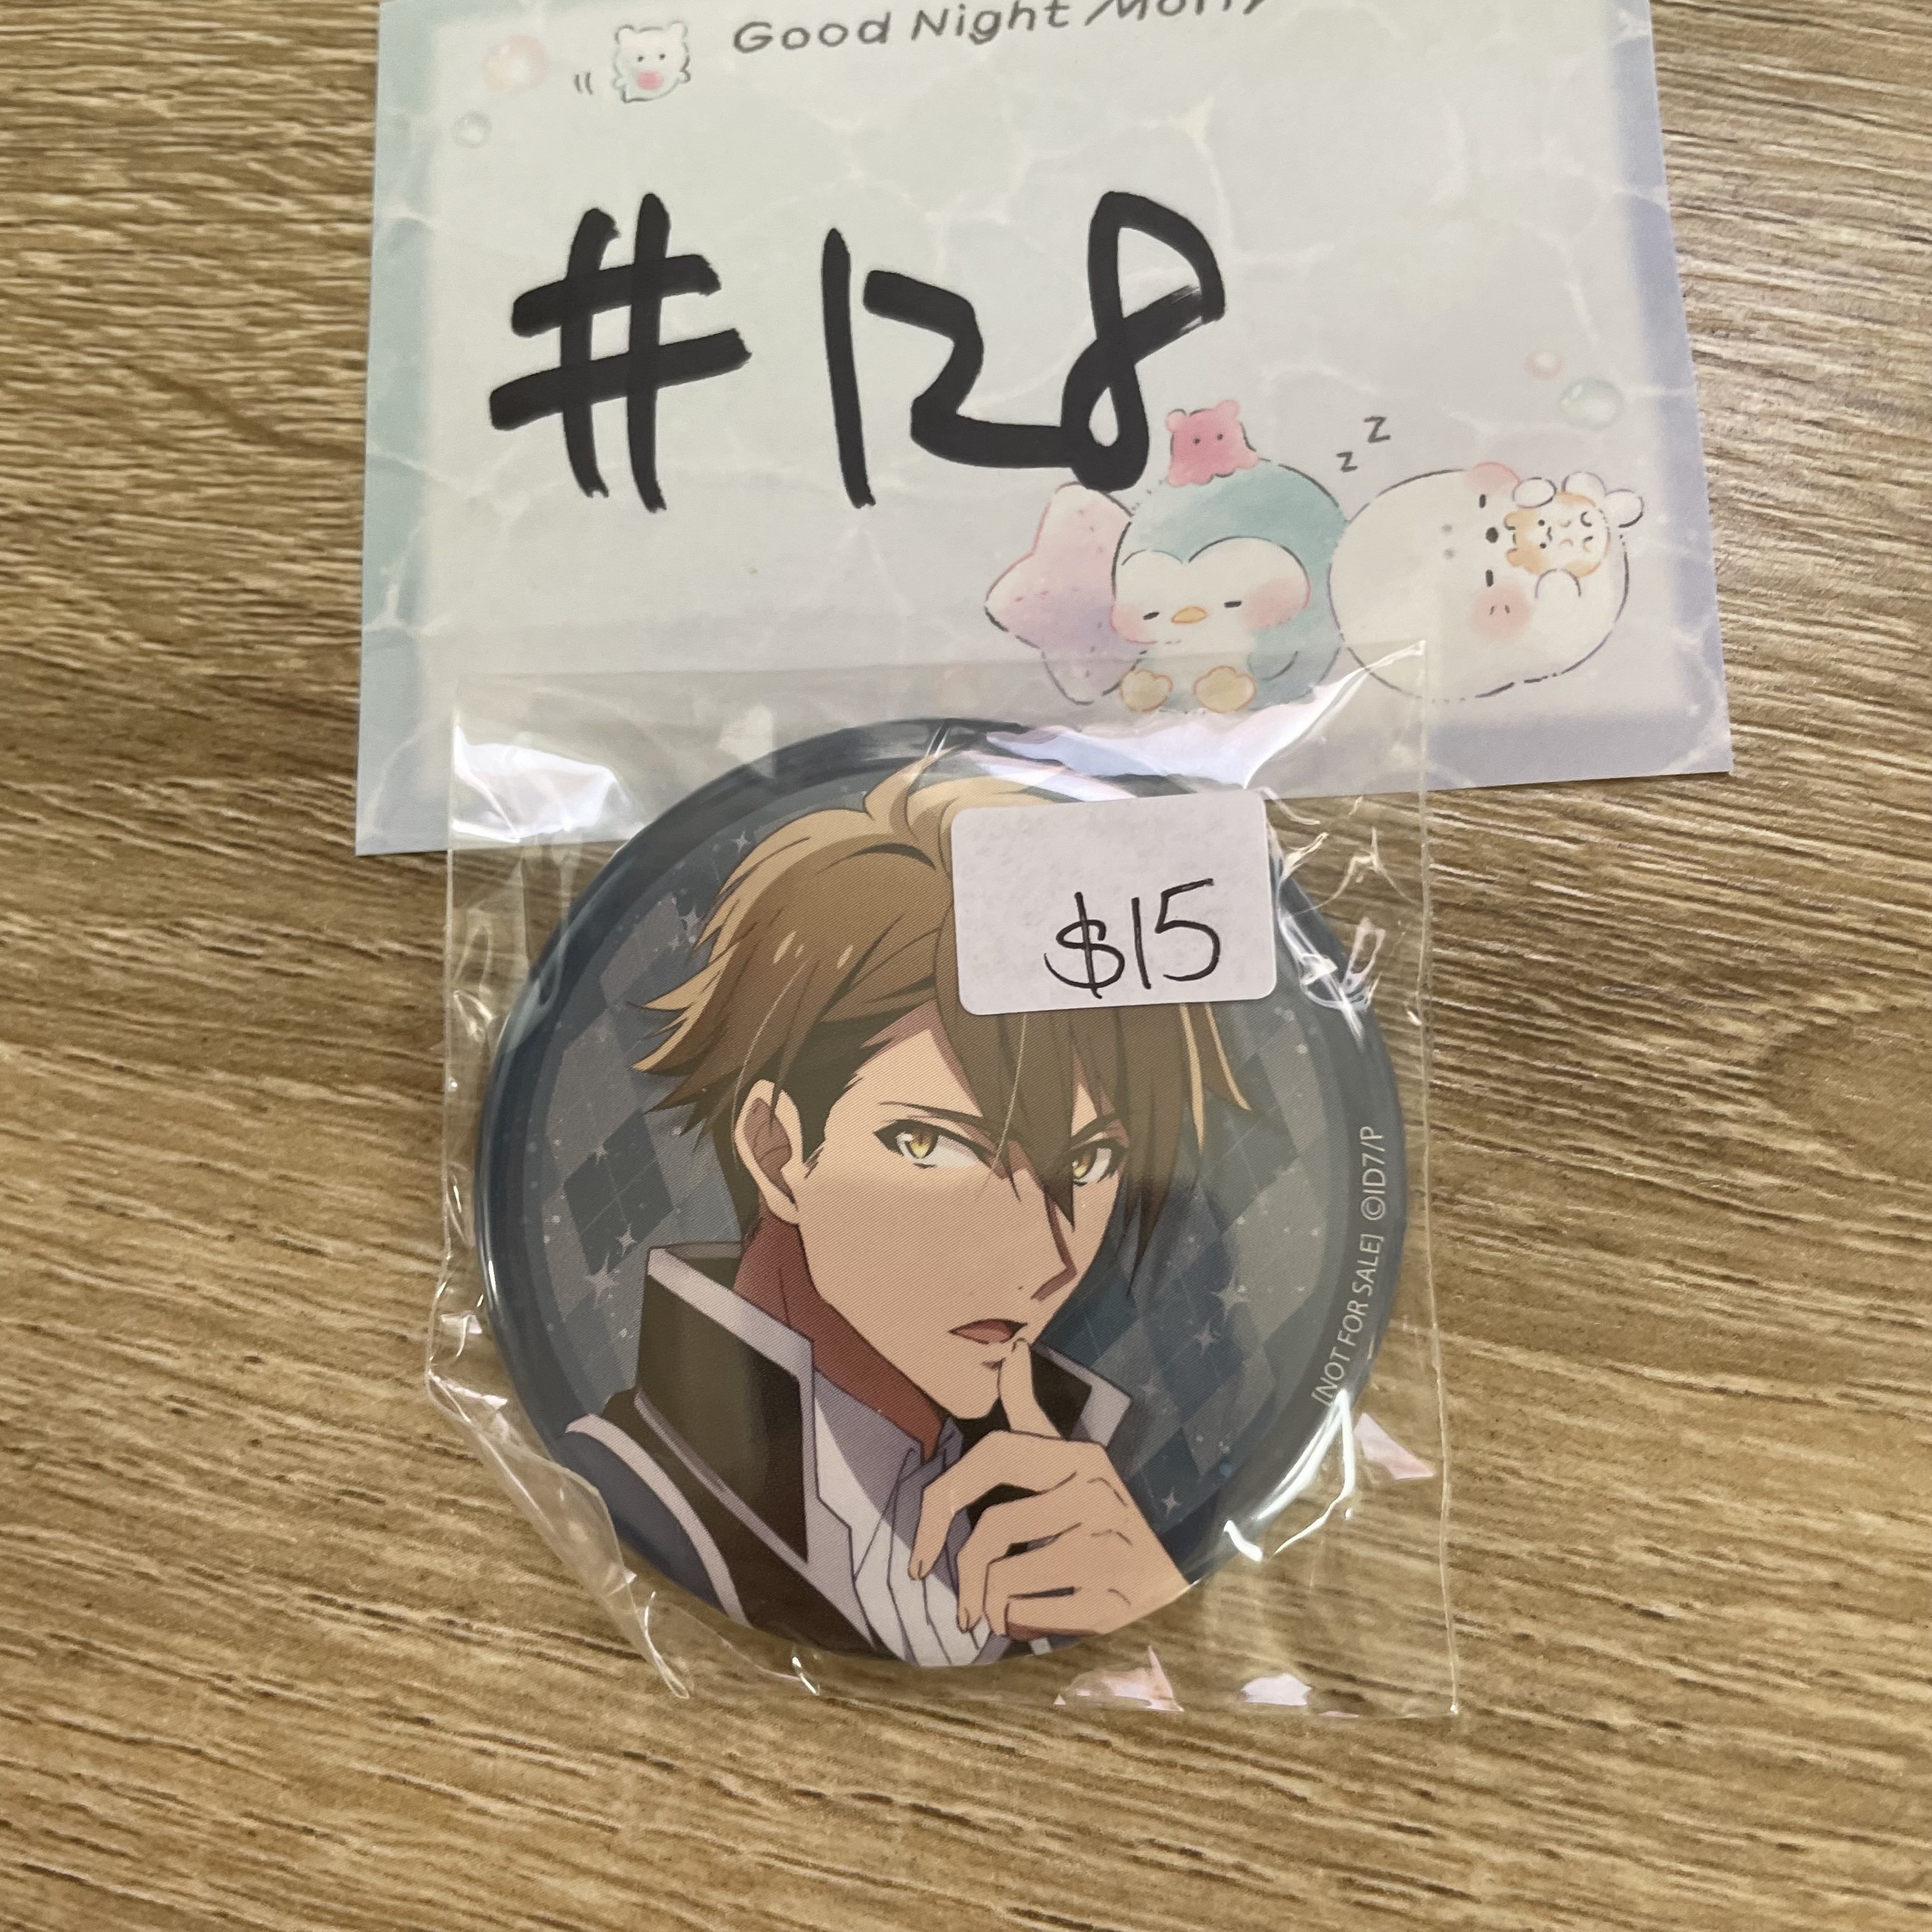 Good Night
#128
z
z
$15
[NOT FOR SALE] ©ID7/P